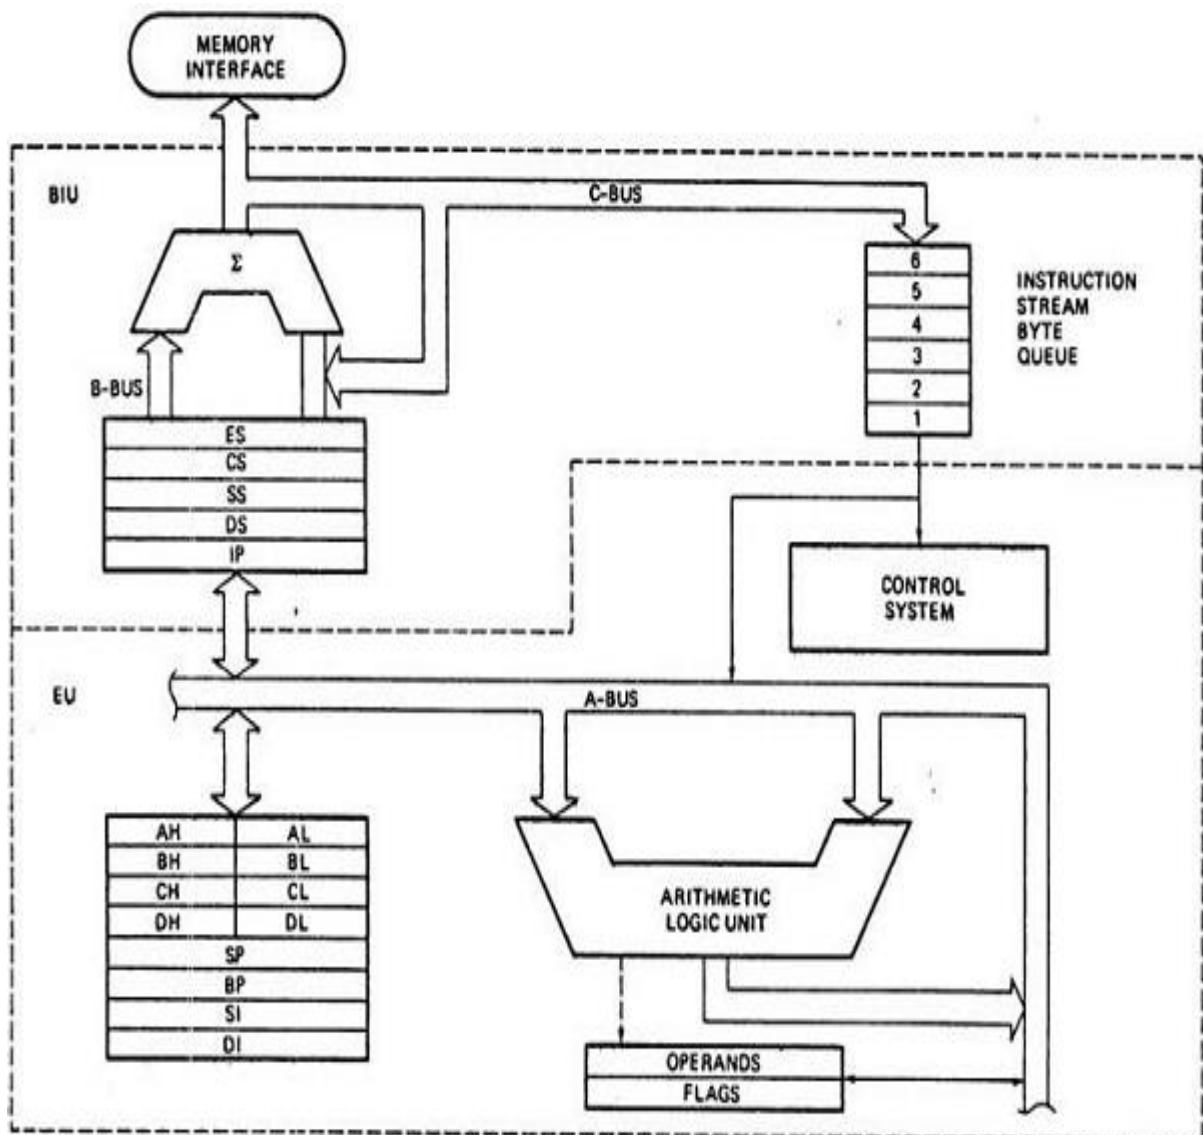 MEMORY
INTERFACE
BIU
C-BUS
Σ
6
5
4
3
2
1
INSTRUCTION
STREAM
BYTE
QUEUE
B-BUS
ES
CS
SS
DS
IP
CONTROL
SYSTEM
EU
A-BUS
AH AL
BH BL
CH CL
DH DL
SP
BP
SI
DI
ARITHMETIC
LOGIC UNIT
OPERANDS
FLAGS